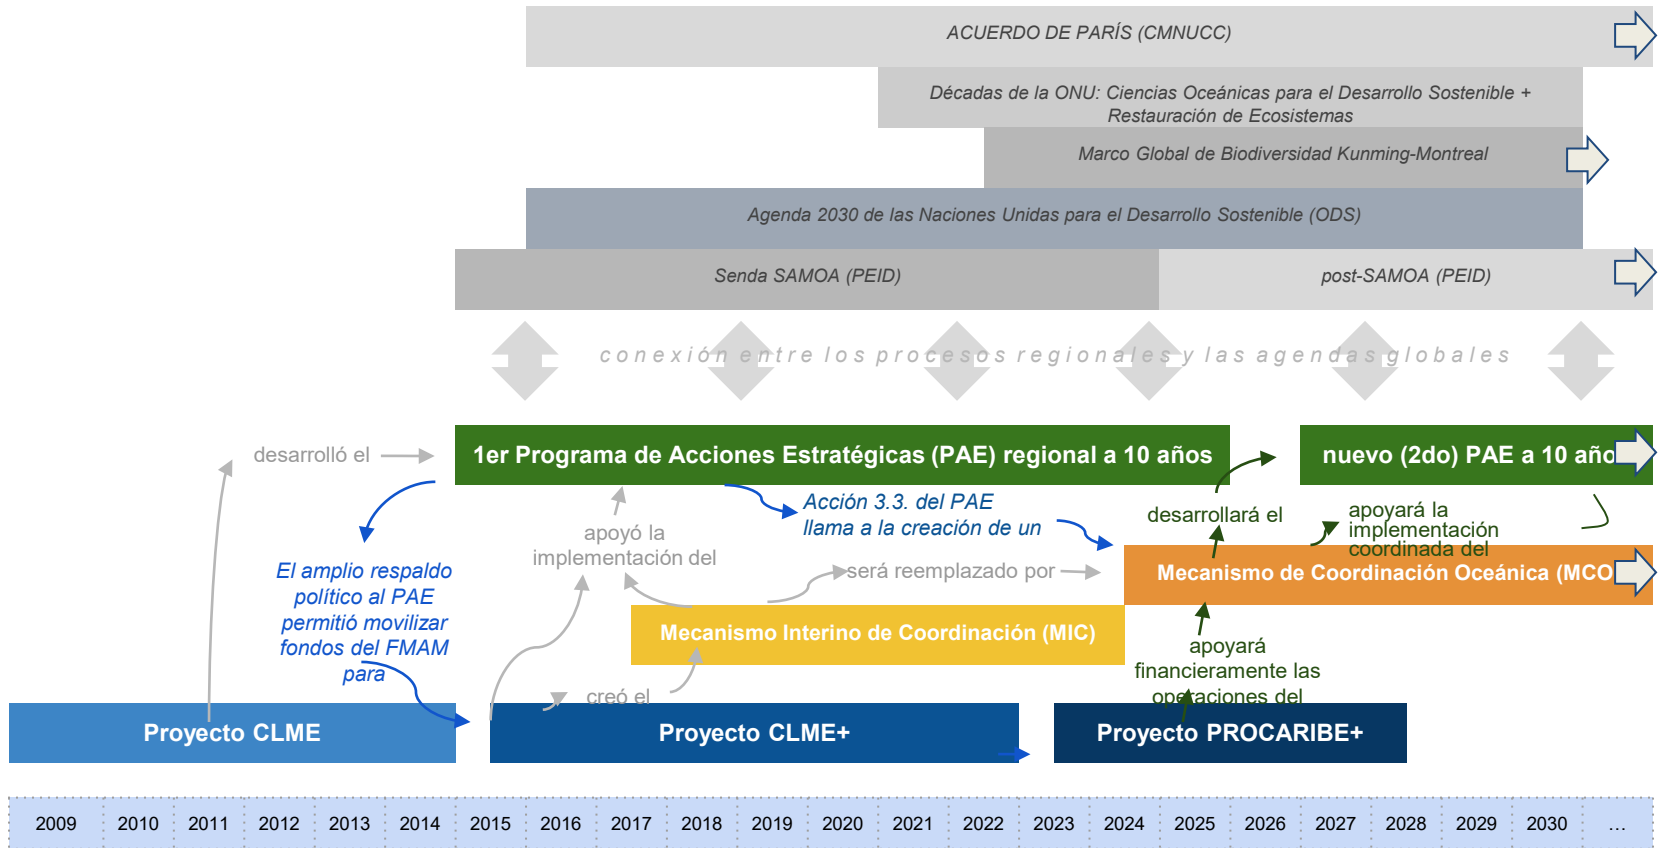 ACUERDO DE PARÍS (CMNUCC)
Décadas de la ONU: Ciencias Oceánicas para el Desarrollo Sostenible +
Restauración de Ecosistemas
Marco Global de Biodiversidad Kunming-Montreal
Agenda 2030 de las Naciones Unidas para el Desarrollo Sostenible (ODS)
Senda SAMOA (PEID)
post-SAMOA (PEID)
conexión entre los procesos regionales y las agendas globales
desarrolló el
1er Programa de Acciones Estratégicas (PAE) regional a 10 años
nuevo (2do) PAE a 10 año
Acción 3.3. del PAE
llama a la creación de un
desarrollará el
apoyará la
implementación
coordinada del
apoyó la
implementación del
El amplio respaldo
político al PAE
permitió movilizar
fondos del FMAM
para
será reemplazado por
Mecanismo de Coordinación Oceánica (MCO
Mecanismo Interino de Coordinación (MIC)
apoyará
financieramente las
operaciones del
creó el
Proyecto CLME
Proyecto CLME+
Proyecto PROCARIBE+
2009 2010 2011 2012 2013 2014 2015 2016 2017 2018 2019 2020 2021 2022 2023 2024 2025 2026 2027 2028 2029 2030 ...